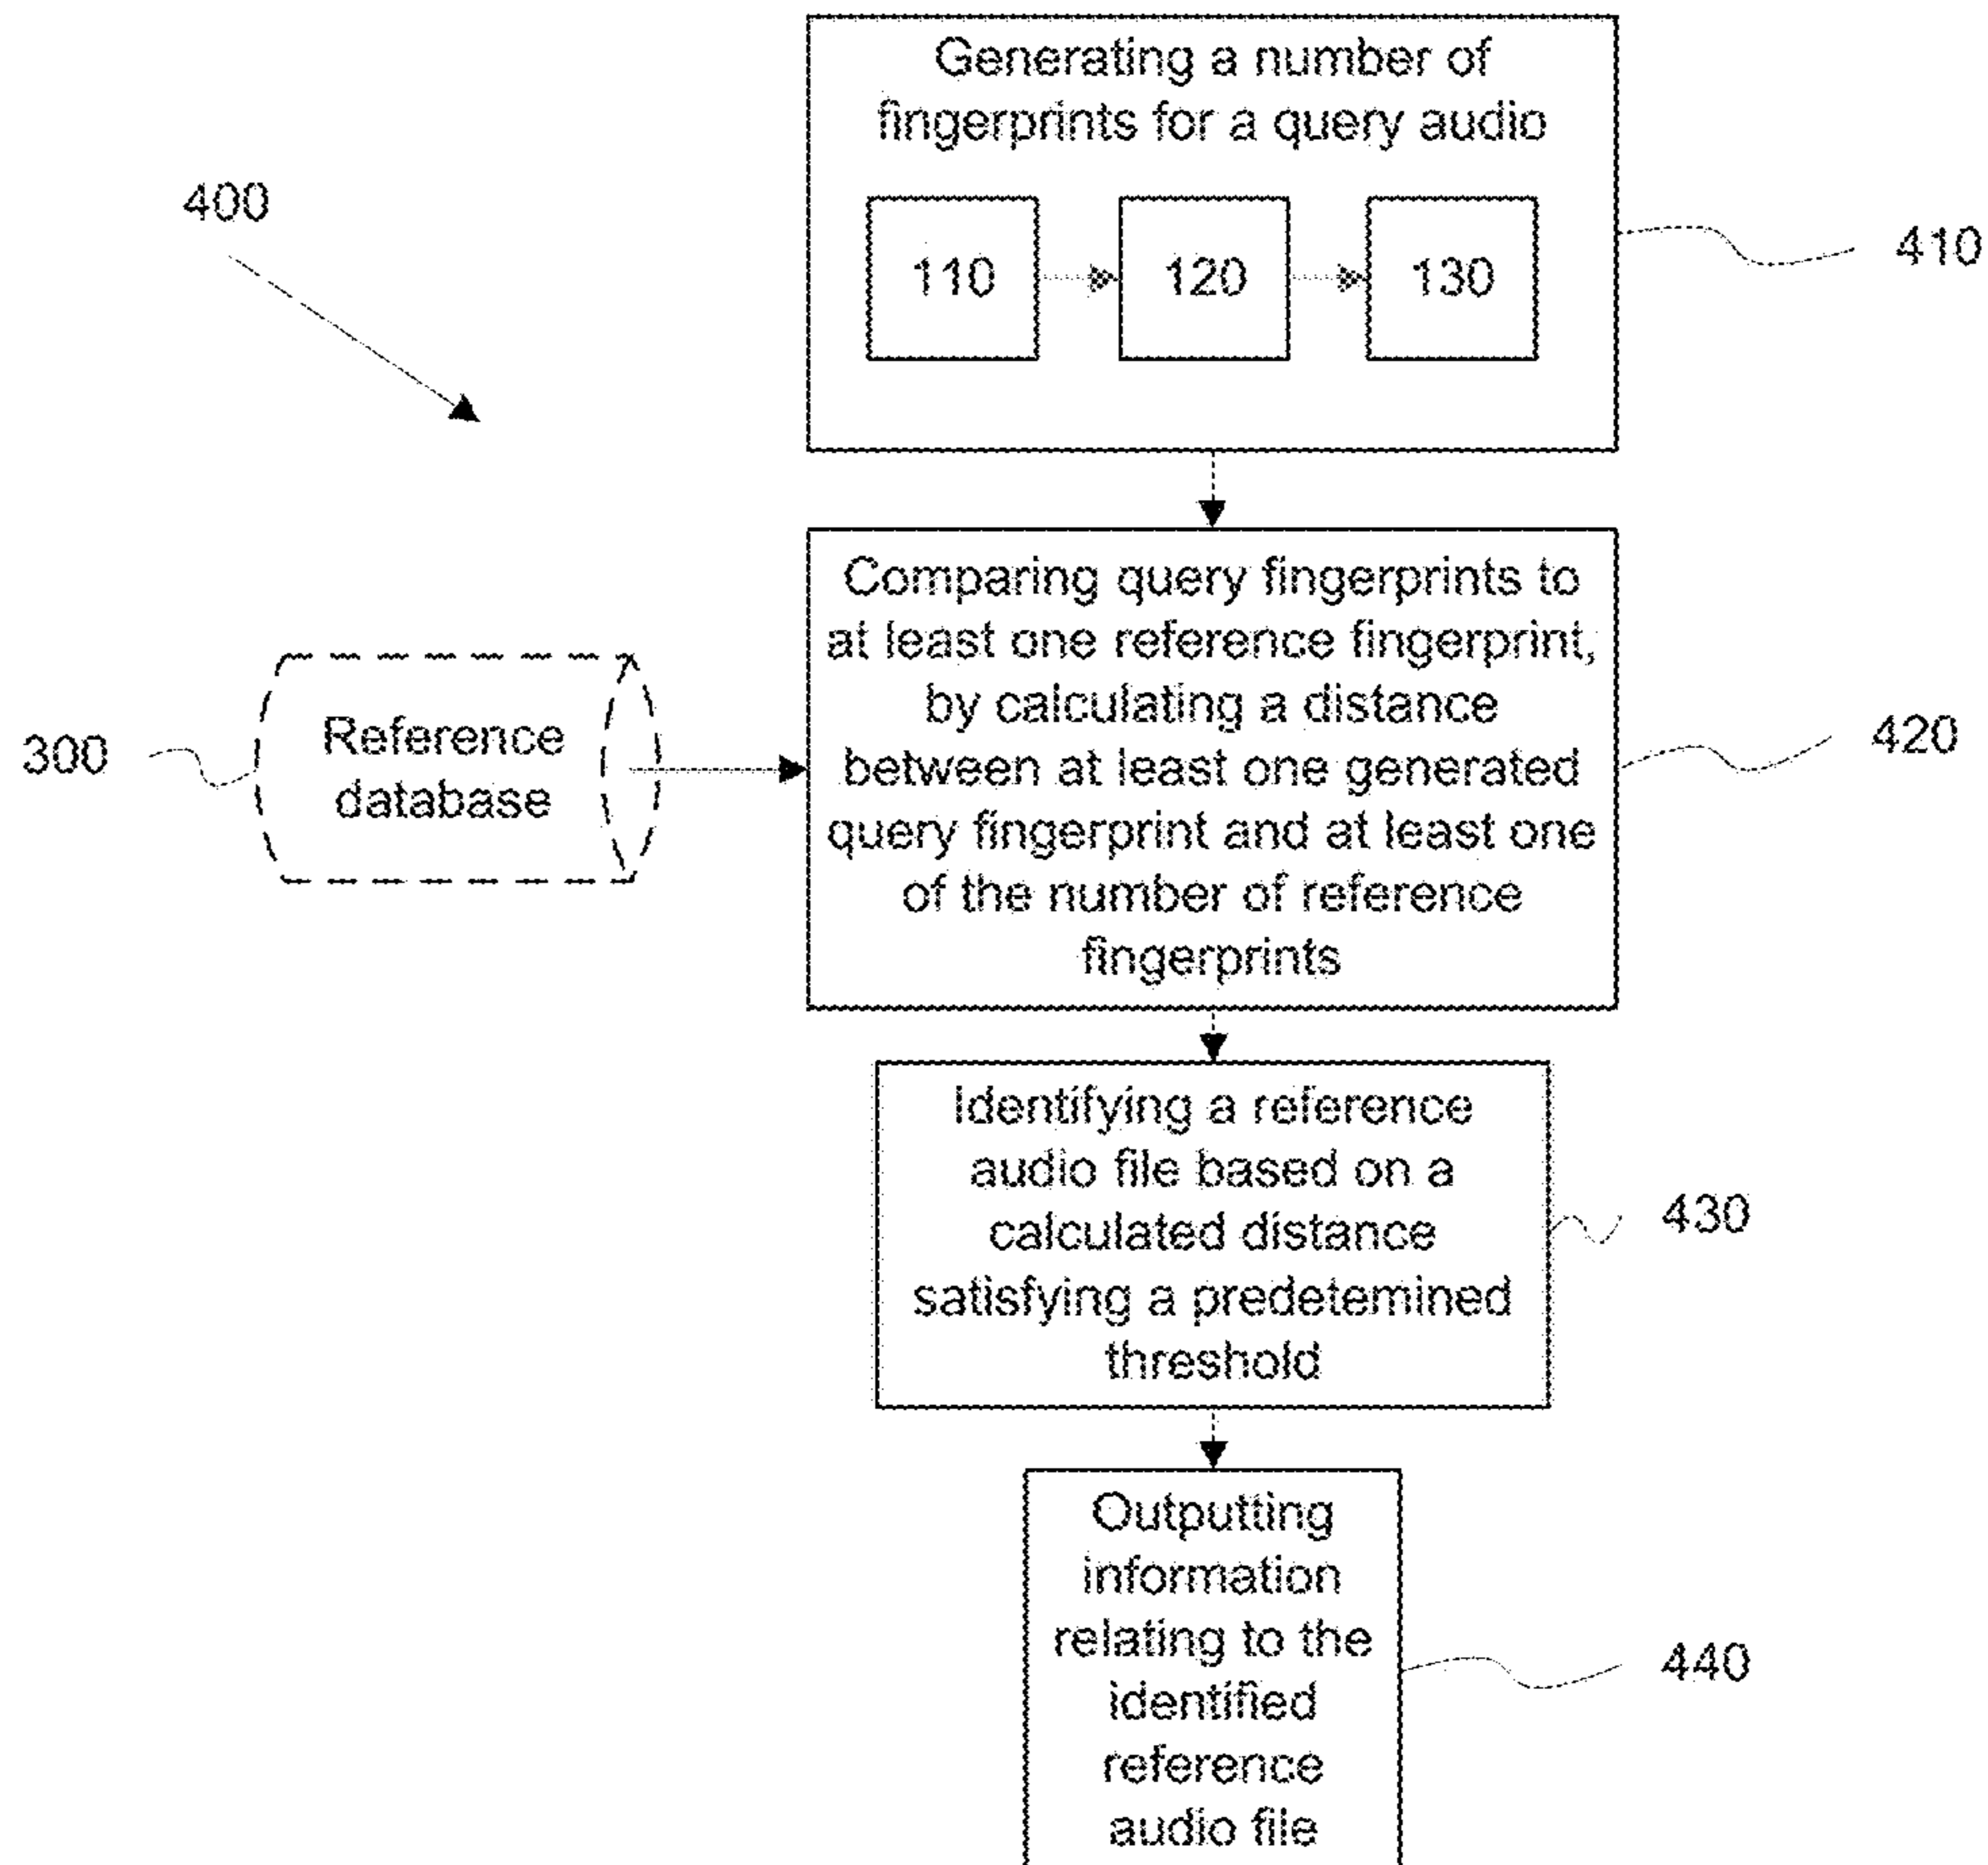 Generating a number of
fingerprints for a query audio
400
110
120
130
410
Comparing query fingerprints to
at least one reference fingerprint,
by calculating a distance
between at least one generated
query fingerprint and at least one
of the number of reference
fingerprints
300
Reference
database
420
Identifying a reference
audio file based on a
calculated distance
satisfying a predetemined
threshold
430
Outputting
information
relating to the
identified
reference
audio file
440